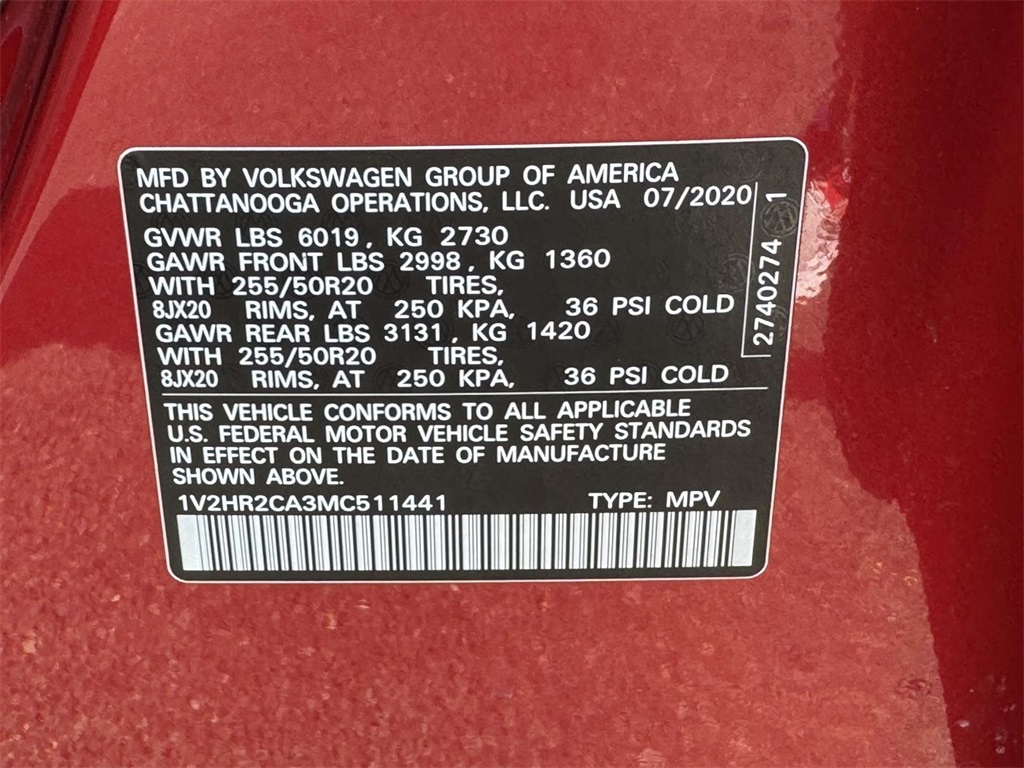 MFD BY VOLKSWAGEN GROUP OF AMERICA
CHATTANOOGA OPERATIONS, LLC. USA 07/2020
GVWR LBS 6019, KG 2730
GAWR FRONT LBS 2998, KG 1360
WITH 255/50R20 TIRES,
8JX20 RIMS, AT 250 KPA, 36 PSI COLD
GAWR REAR LBS 3131, KG 1420
WITH 255/50R20 TIRES,
8JX20 RIMS, AT 250 KPA, 36 PSI COLD
2740274 1
THIS VEHICLE CONFORMS TO ALL APPLICABLE
U.S. FEDERAL MOTOR VEHICLE SAFETY STANDARDS
IN EFFECT ON THE DATE OF MANUFACTURE
SHOWN ABOVE.
1V2HR2CA3MC511441 TYPE: MPV